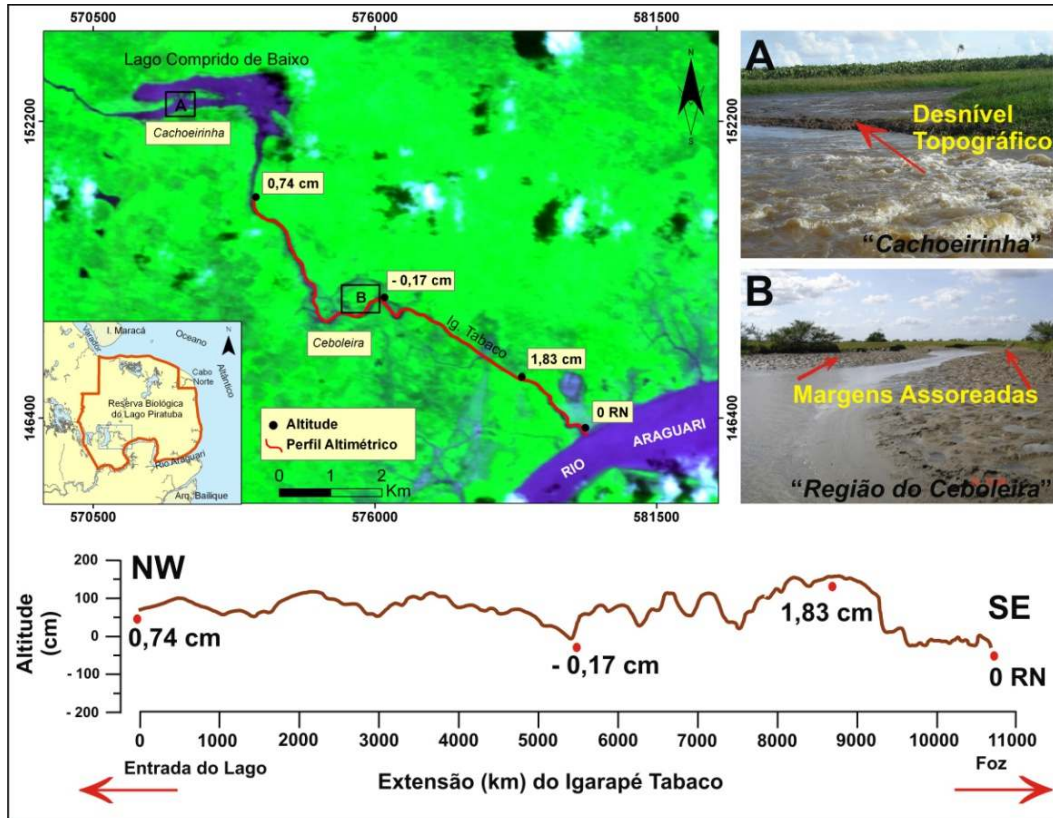 570500
576000
581500
152200
146400
Lago Comprido de Baixo
A
Cachoeirinha
0,74 cm
- 0,17 cm
B
Ceboleira
Ig. Tabaco
1,83 cm
0 RN
RIO ARAGUARI
N
S
I. Maracá
Oceano
Atlântico
Varador
Cabo
Norte
Reserva Biológica
do Lago Piratuba
Rio Araguari
Arq. Bailique
N
Altitude
Perfil Altimétrico
0 1 2
Km
152200
146400
570500
576000
581500
A
Desnível
Topográfico
“Cachoeirinha”
B
Margens Assoreadas
“Região do Ceboleira”
Altitude
(cm)
200
100
0
- 100
- 200
NW
SE
0,74 cm
- 0,17 cm
1,83 cm
0 RN
0 1000 2000 3000 4000 5000 6000 7000 8000 9000 10000 11000
Entrada do Lago
Extensão (km) do Igarapé Tabaco
Foz